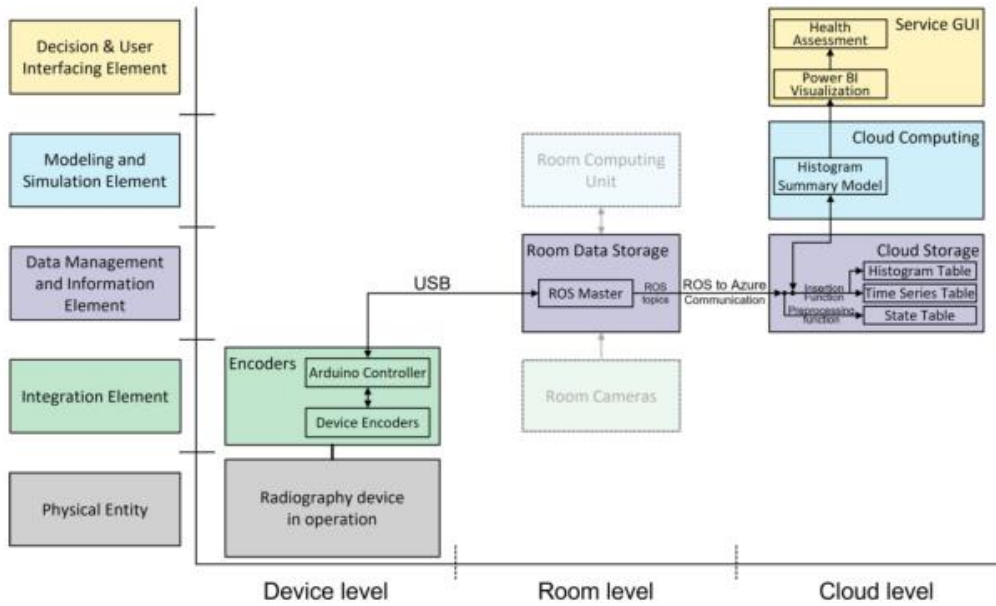 Decision & User
Interfacing Element
Modeling and
Simulation Element
Data Management
and Information
Element
Integration Element
Physical Entity
Service GUI
Health
Assessment
Power BI
Visualization
Cloud Computing
Histogram
Summary Model
Room Computing
Unit
Room Data Storage
ROS Master
ROS
topics
ROS to Azure
Communication
USB
Cloud Storage
Histogram Table
Insertion
Function
Time Series Table
Preprocessing
function
State Table
Encoders
Arduino Controller
Device Encoders
Room Cameras
Radiography device
in operation
Device level
Room level
Cloud level